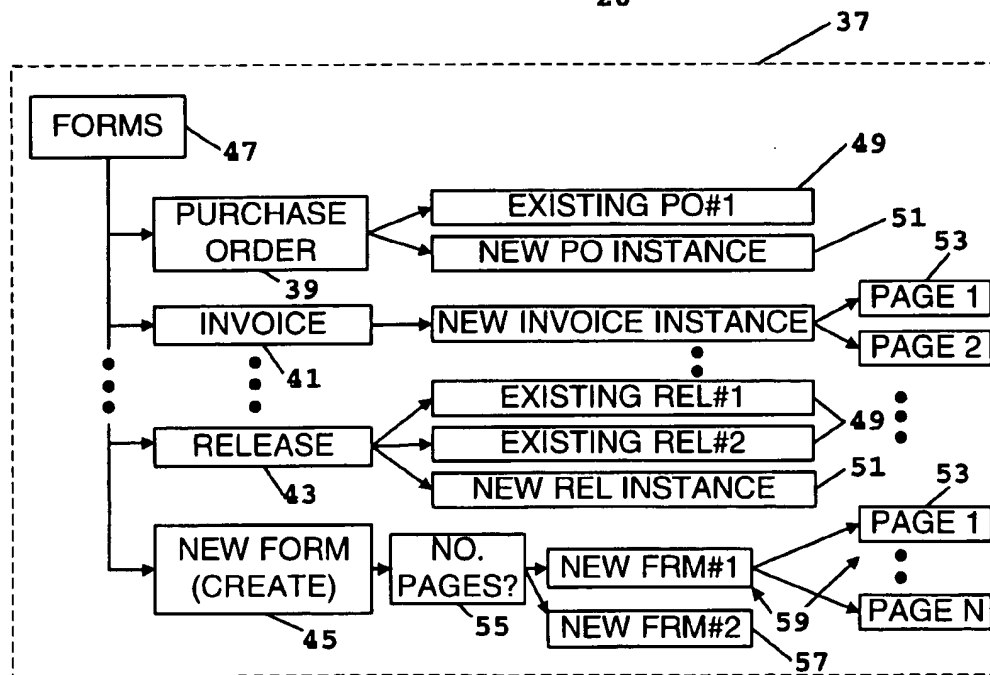 37
FORMS
47
49
PURCHASE
ORDER
39
EXISTING PO#1
NEW PO INSTANCE
51
53
INVOICE
41
NEW INVOICE INSTANCE
PAGE 1
PAGE 2
EXISTING REL#1
RELEASE
43
EXISTING REL#2
49
NEW REL INSTANCE
51
53
NEW FORM
(CREATE)
45
NO.
PAGES?
55
NEW FRM#1
NEW FRM#2
59
57
PAGE 1
PAGE N